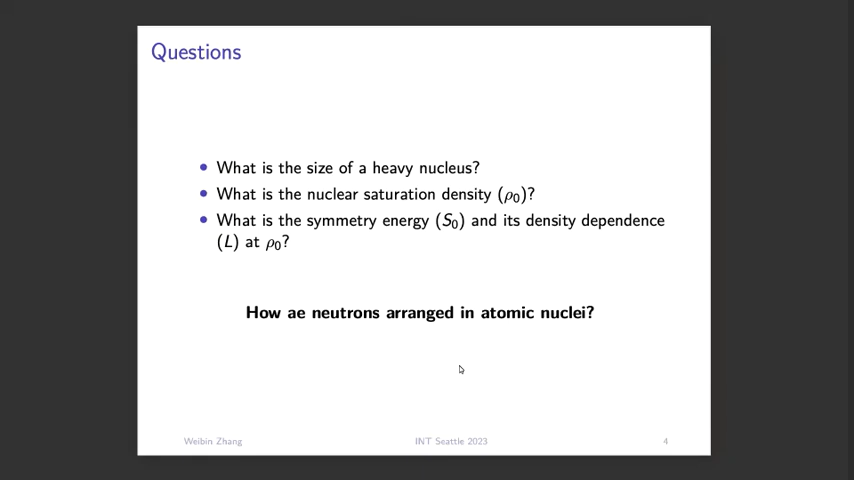 Questions
• What is the size of a heavy nucleus?
• What is the nuclear saturation density (ρ₀)?
• What is the symmetry energy (S₀) and its density dependence
(L) at ρ₀?
How ae neutrons arranged in atomic nuclei?
Weibin Zhang INT Seattle 2023 4